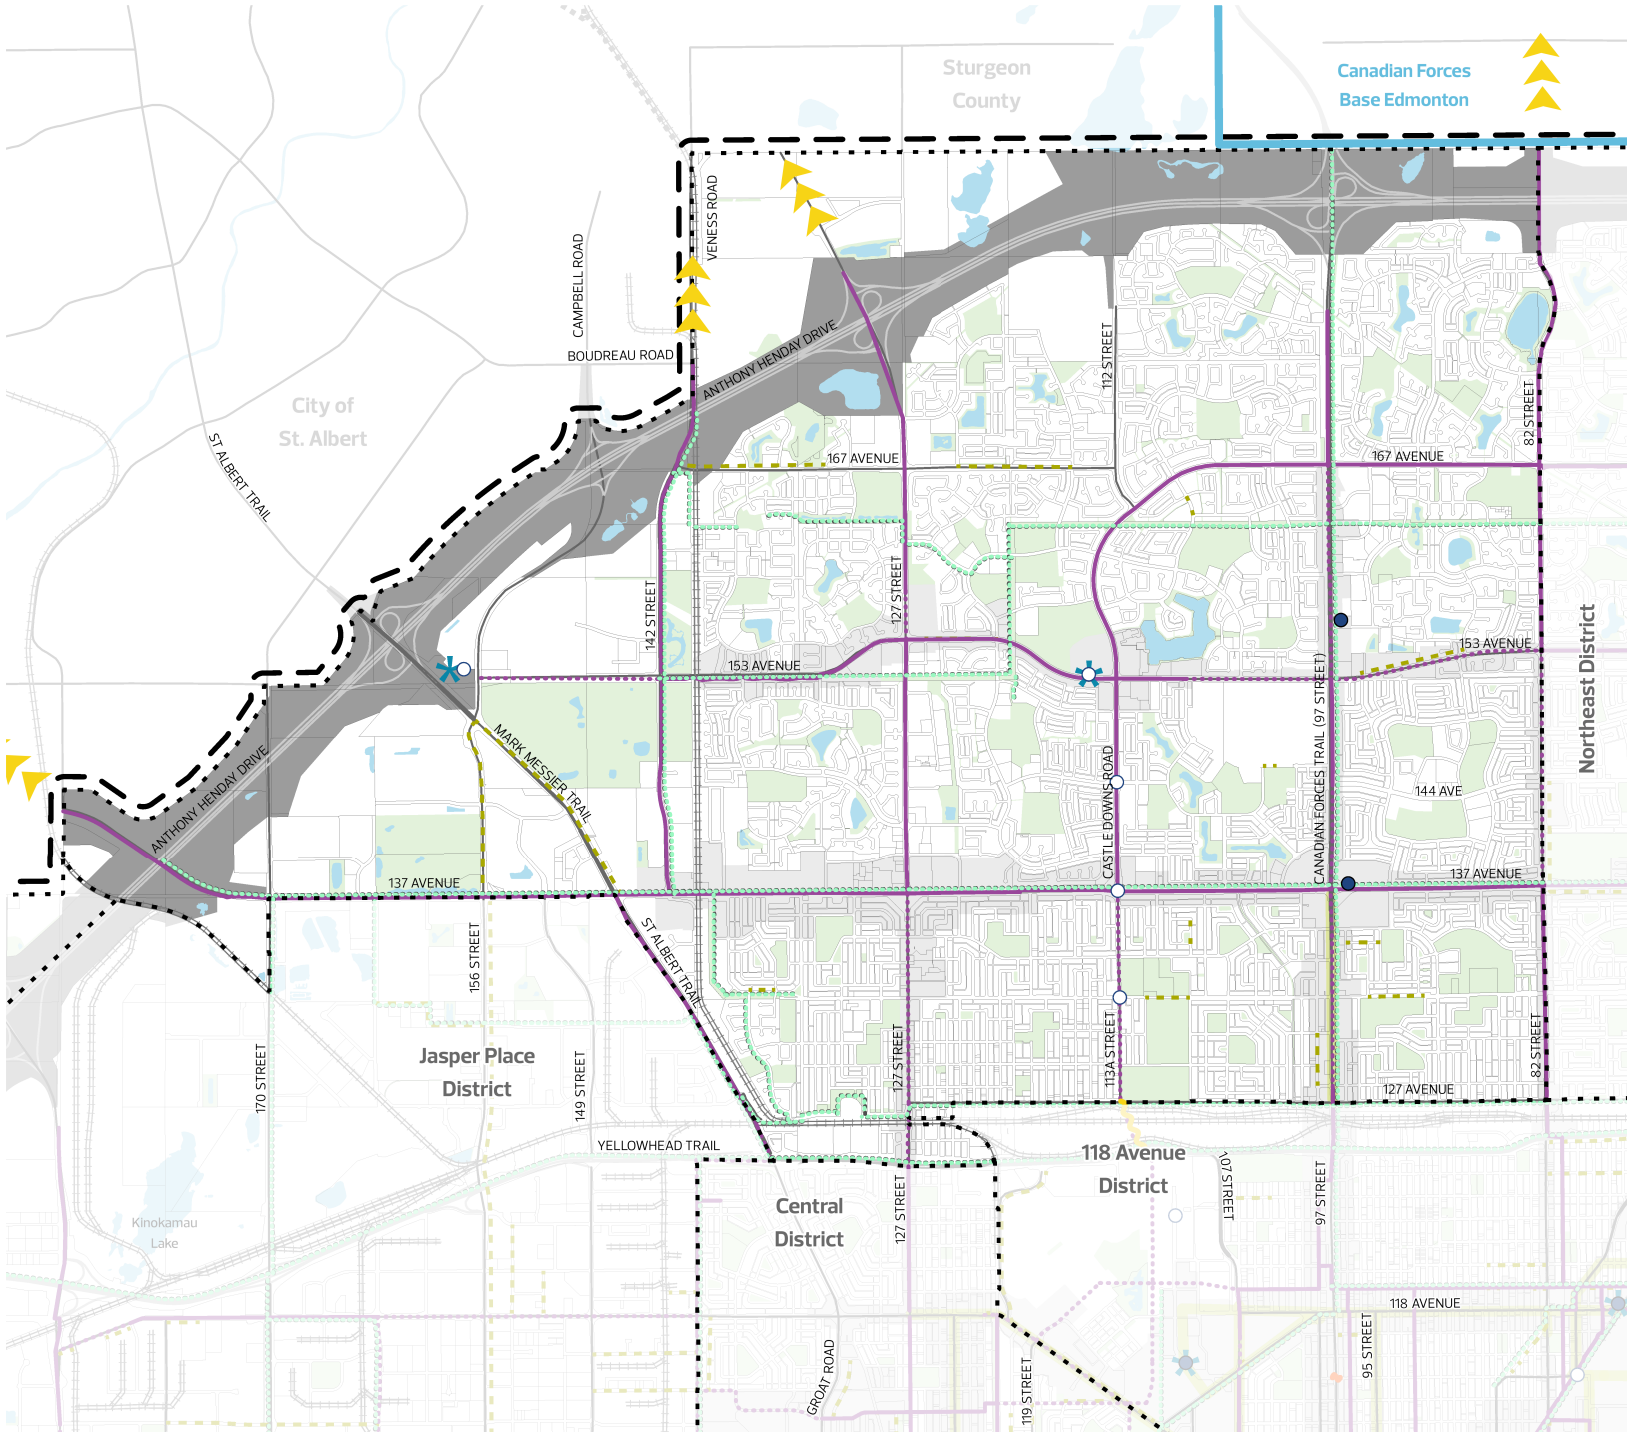 Sturgeon
County
Canadian Forces
Base Edmonton
VENESS ROAD
CAMPBELL ROAD
BOUDREAU ROAD
ANTHONY HENDAY DRIVE
112 STREET
82 STREET
City of
St. Albert
ST ALBERT TRAIL
167 AVENUE
167 AVENUE
142 STREET
127 STREET
153 AVENUE
153 AVENUE
Northeast District
CANADIAN FORCES TRAIL (97 STREET)
MARK MESSIER TRAIL
ANTHONY HENDAY DRIVE
CASTLE DOWNS ROAD
144 AVE
137 AVENUE
137 AVENUE
156 STREET
ST ALBERT TRAIL
Jasper Place
District
170 STREET
149 STREET
127 STREET
113A STREET
82 STREET
127 AVENUE
YELLOWHEAD TRAIL
118 Avenue
District
Central
District
127 STREET
107 STREET
97 STREET
Kinokamau
Lake
118 AVENUE
95 STREET
GROAT ROAD
119 STREET